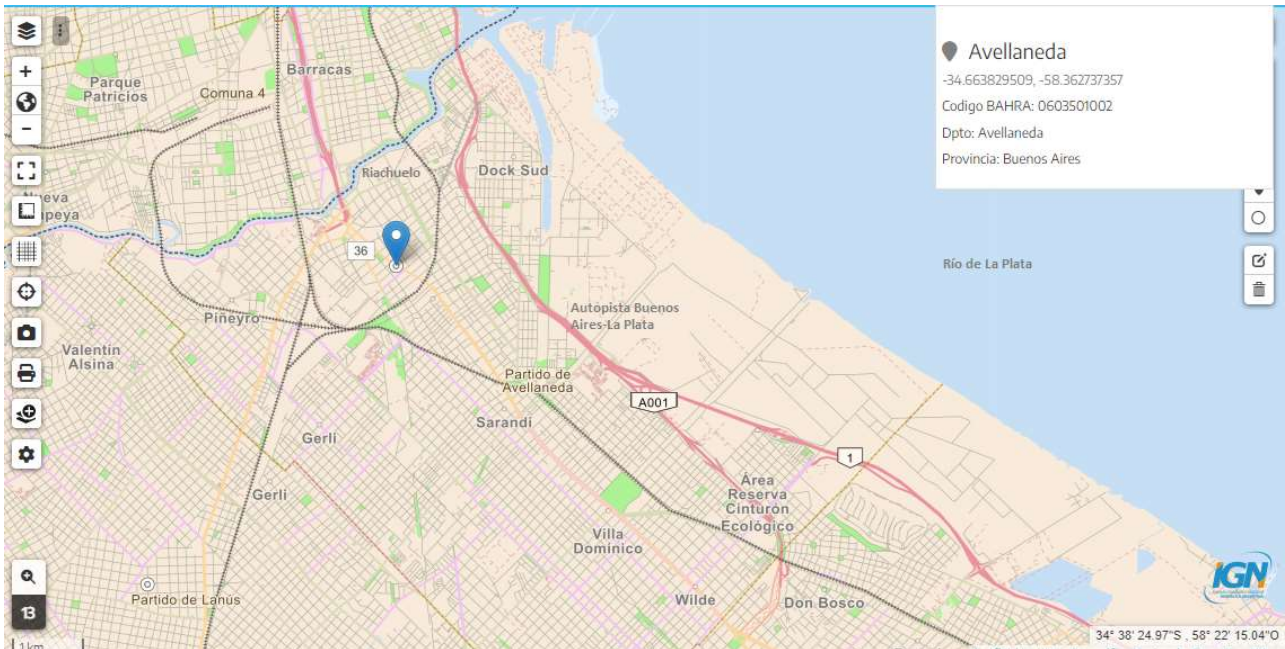 Avellaneda
-34.663829509, -58.362737357
Codigo BAHRA: 0603501002
Dpto: Avellaneda
Provincia: Buenos Aires
Barracas
Parque
Patricios
Comuna 4
Riachuelo
Dock Sud
36
Río de La Plata
Autopista Buenos
Aires-La Plata
Piñeyro
Valentín
Alsina
Partido de
Avellaneda
A001
Sarandí
Gerli
1
Área
Reserva
Cinturón
Ecológico
Gerli
Villa
Domínico
Partido de Lanús
Wilde
Don Bosco
13
1 km
IGN
34° 38' 24.97"S , 58° 22' 15.04"O